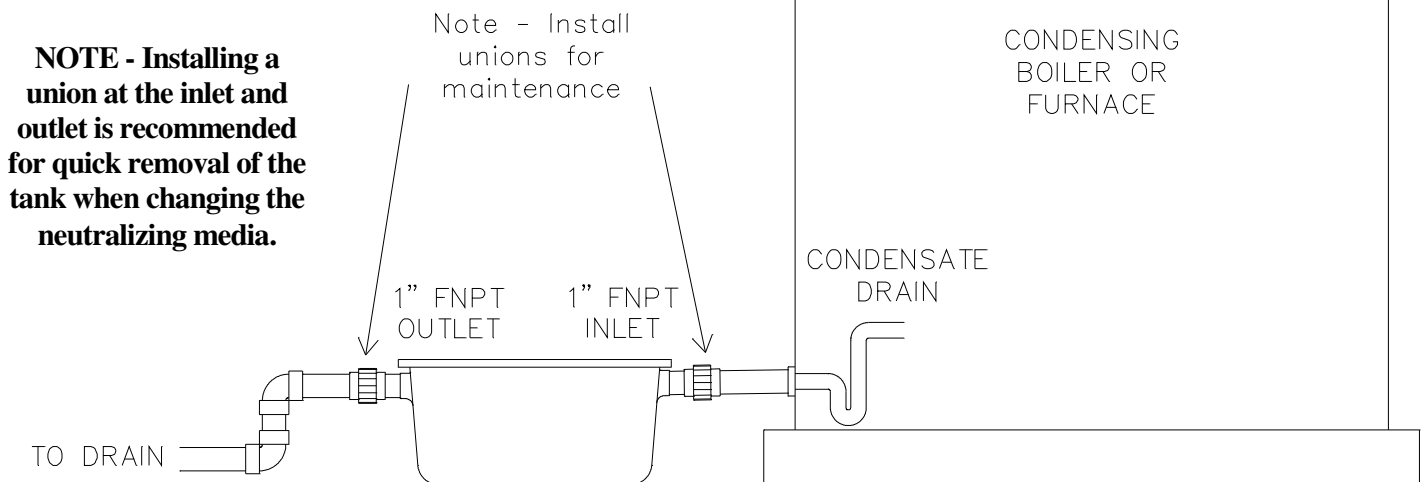 NOTE - Installing a
union at the inlet and
outlet is recommended
for quick removal of the
tank when changing the
neutralizing media.
Note - Install
unions for
maintenance
CONDENSING
BOILER OR
FURNACE
CONDENSATE
DRAIN
1” FNPT
OUTLET
1” FNPT
INLET
TO DRAIN